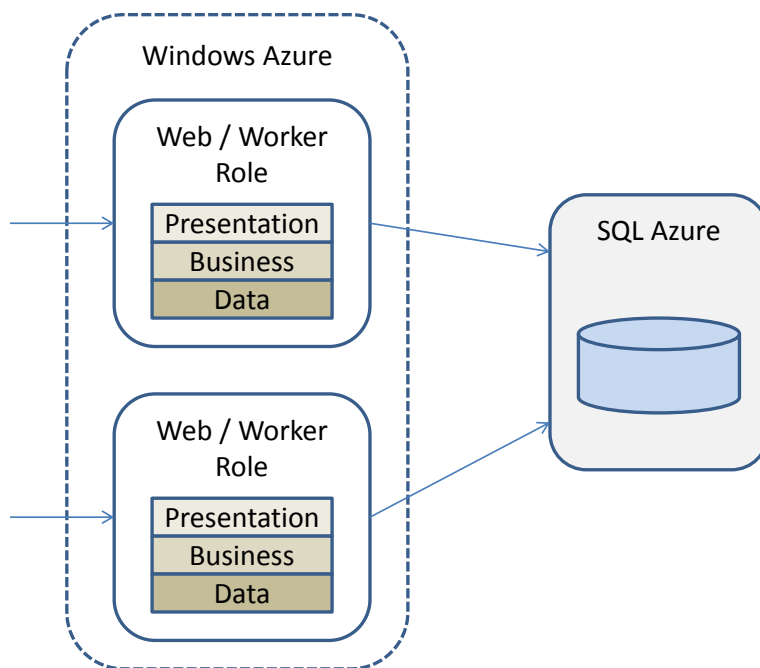 Windows Azure
Web / Worker
Role
Presentation
Business
Data
SQL Azure
Web / Worker
Role
Presentation
Business
Data